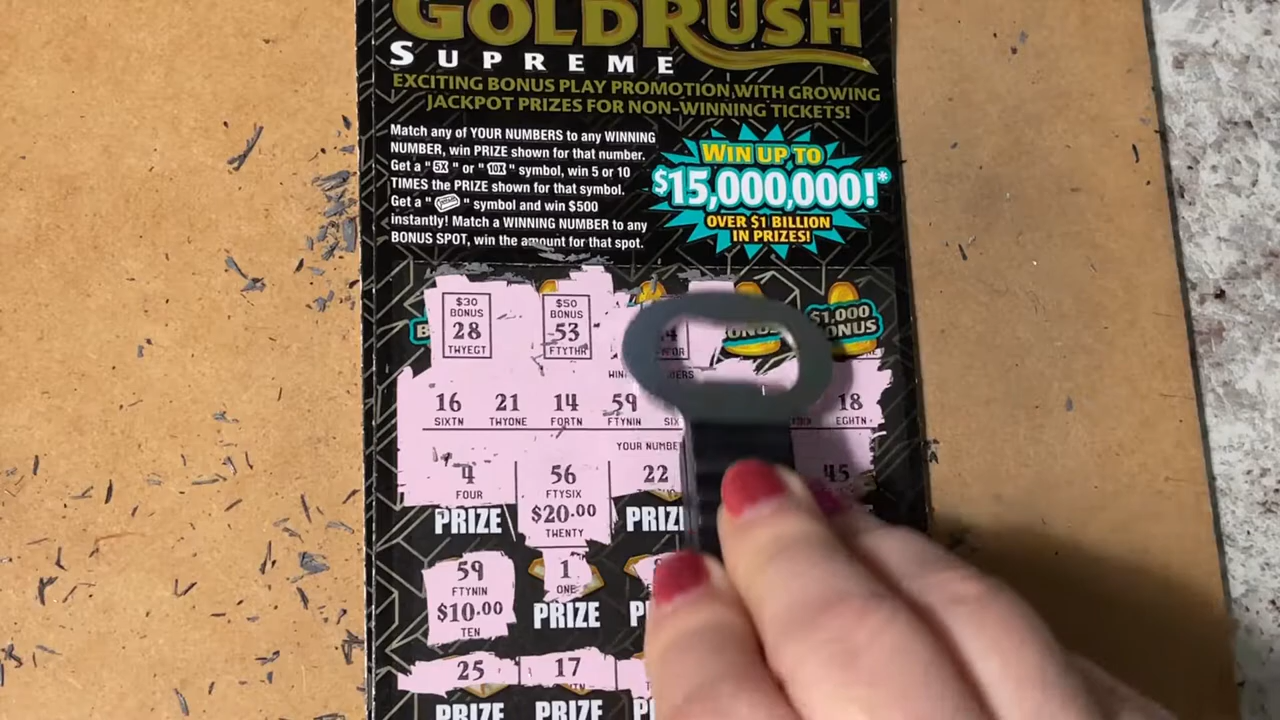 GOLD RUSH
SUPREME
EXCITING BONUS PLAY PROMOTION, WITH GROWING
JACKPOT PRIZES FOR NON-WINNING TICKETS!
Match any of YOUR NUMBERS to any WINNING
NUMBER, win PRIZE shown for that number.
Get a "5X" or "10X" symbol, win 5 or 10
TIMES the PRIZE shown for that symbol.
Get a " " symbol and win $500
instantly! Match a WINNING NUMBER to any
BONUS SPOT, win the amount for that spot.
WIN UP TO
$15,000,000!*
OVER $1 BILLION
IN PRIZES!
$30 BONUS 28 TWYEGT
$50 BONUS 53 FTYTHR
$1,000 BONUS
16 21 14 59 18
SIXTN TWYONE FORTN FTYNIN SIX EGHTN
YOUR
4 56 22 45
FOUR FTYSIX
PRIZE $20.00 PRIZE
TWENTY
59 1
FTYNIN ONE
$10.00 PRIZE
TEN
25 17
PRIZE PRIZE